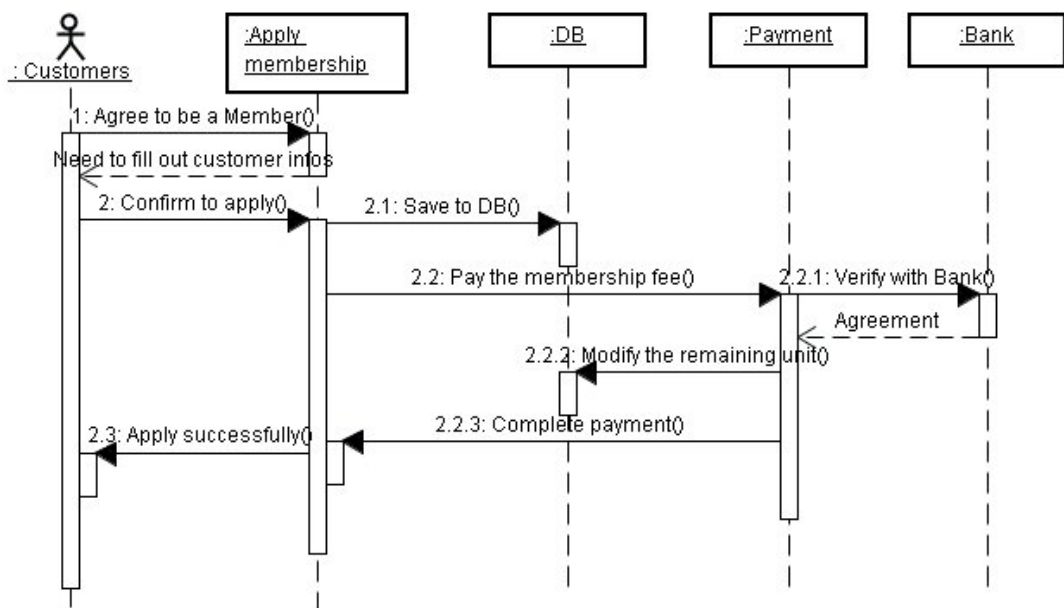 :Apply
membership
:DB
:Payment
:Bank
: Customers
1: Agree to be a Member()
Need to fill out customer infos
2: Confirm to apply()
2.1: Save to DB()
2.2: Pay the membership fee()
2.2.1: Verify with Bank()
Agreement
2.2.2: Modify the remaining unit()
2.2.3: Complete payment()
2.3: Apply successfully()